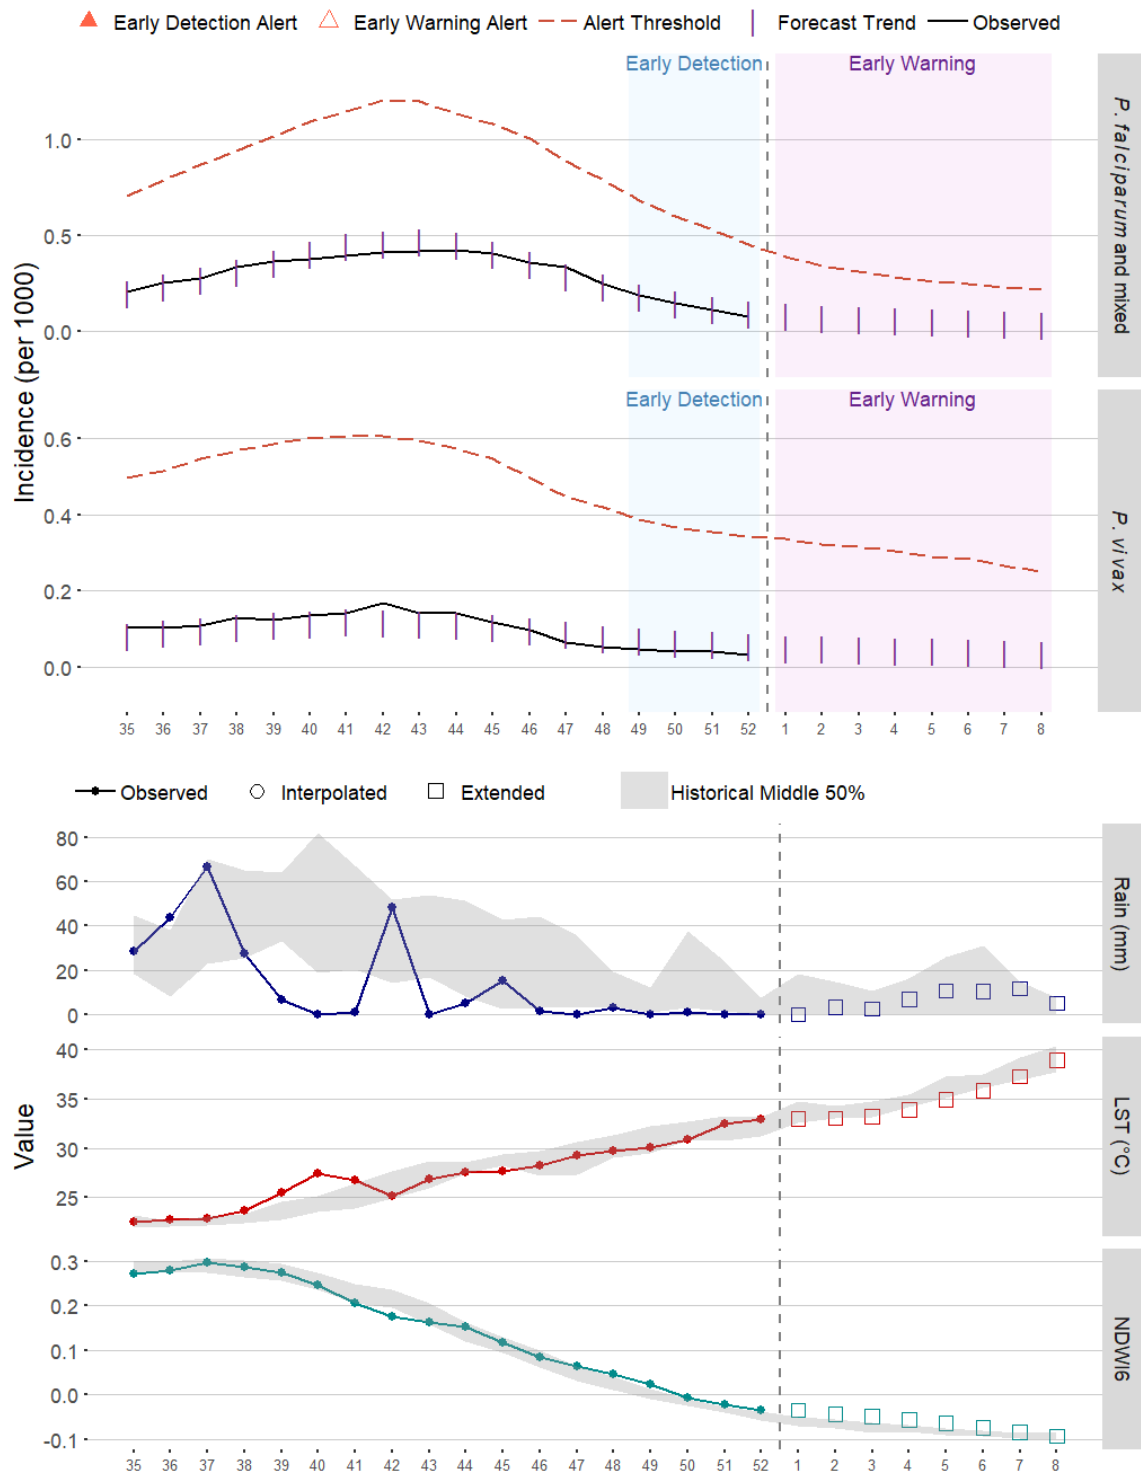 Early Detection Alert Early Warning Alert Alert Threshold Forecast Trend Observed
Early Detection Early Warning
P. falciparum and mixed
1.0
0.5
0.0
Incidence (per 1000)
Early Detection Early Warning
P. vivax
0.6
0.4
0.2
0.0
35 36 37 38 39 40 41 42 43 44 45 46 47 48 49 50 51 52 1 2 3 4 5 6 7 8
Observed Interpolated Extended Historical Middle 50%
80
60
40
20
0
Rain (mm)
Value
40
35
30
25
LST (°C)
0.3
0.2
0.1
0.0
-0.1
NDWI6
35 36 37 38 39 40 41 42 43 44 45 46 47 48 49 50 51 52 1 2 3 4 5 6 7 8